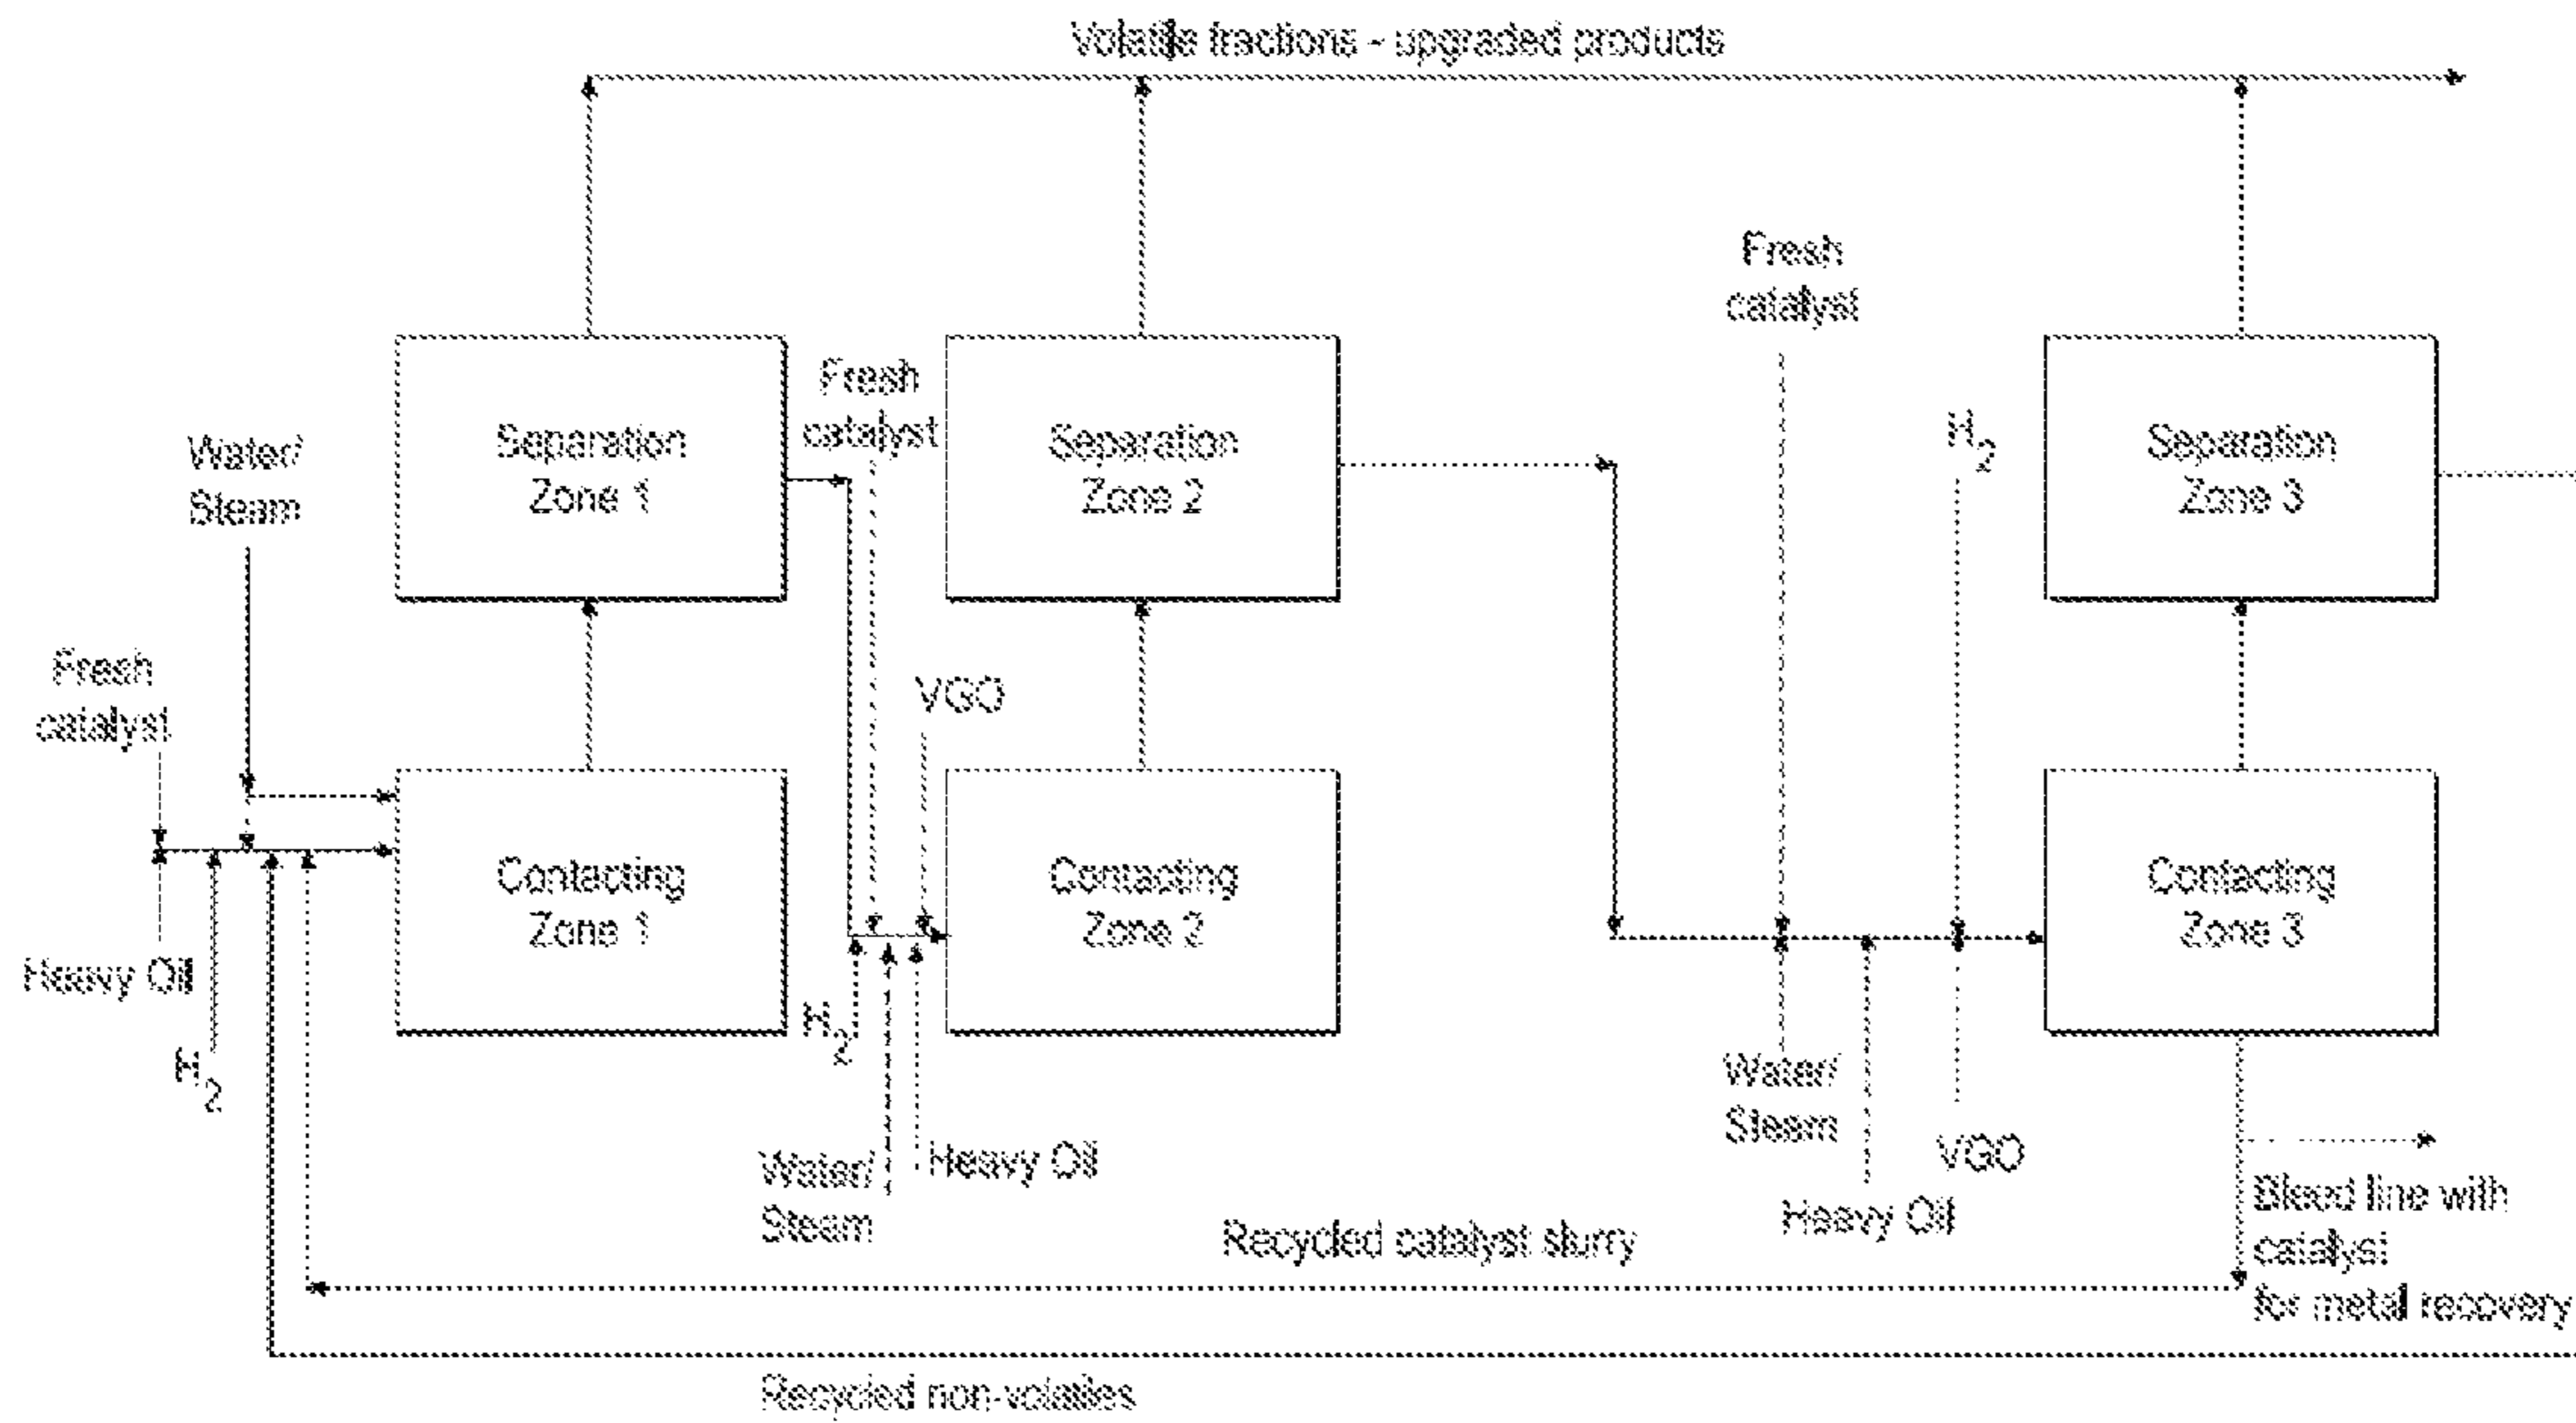 Volatile fractions - upgraded products
Fresh
catalyst
Fresh
catalyst
H2
Separation
Zone 1
Separation
Zone 2
Separation
Zone 3
Water/
Steam
Fresh
catalyst
VGO
Contacting
Zone 1
Contacting
Zone 2
Contacting
Zone 3
Heavy Oil
H2
H2
Water/
Steam
Heavy Oil
Water/
Steam
VGO
Heavy Oil
Bleed line with
catalyst
for metal recovery
Recycled catalyst slurry
Recycled non-volatiles